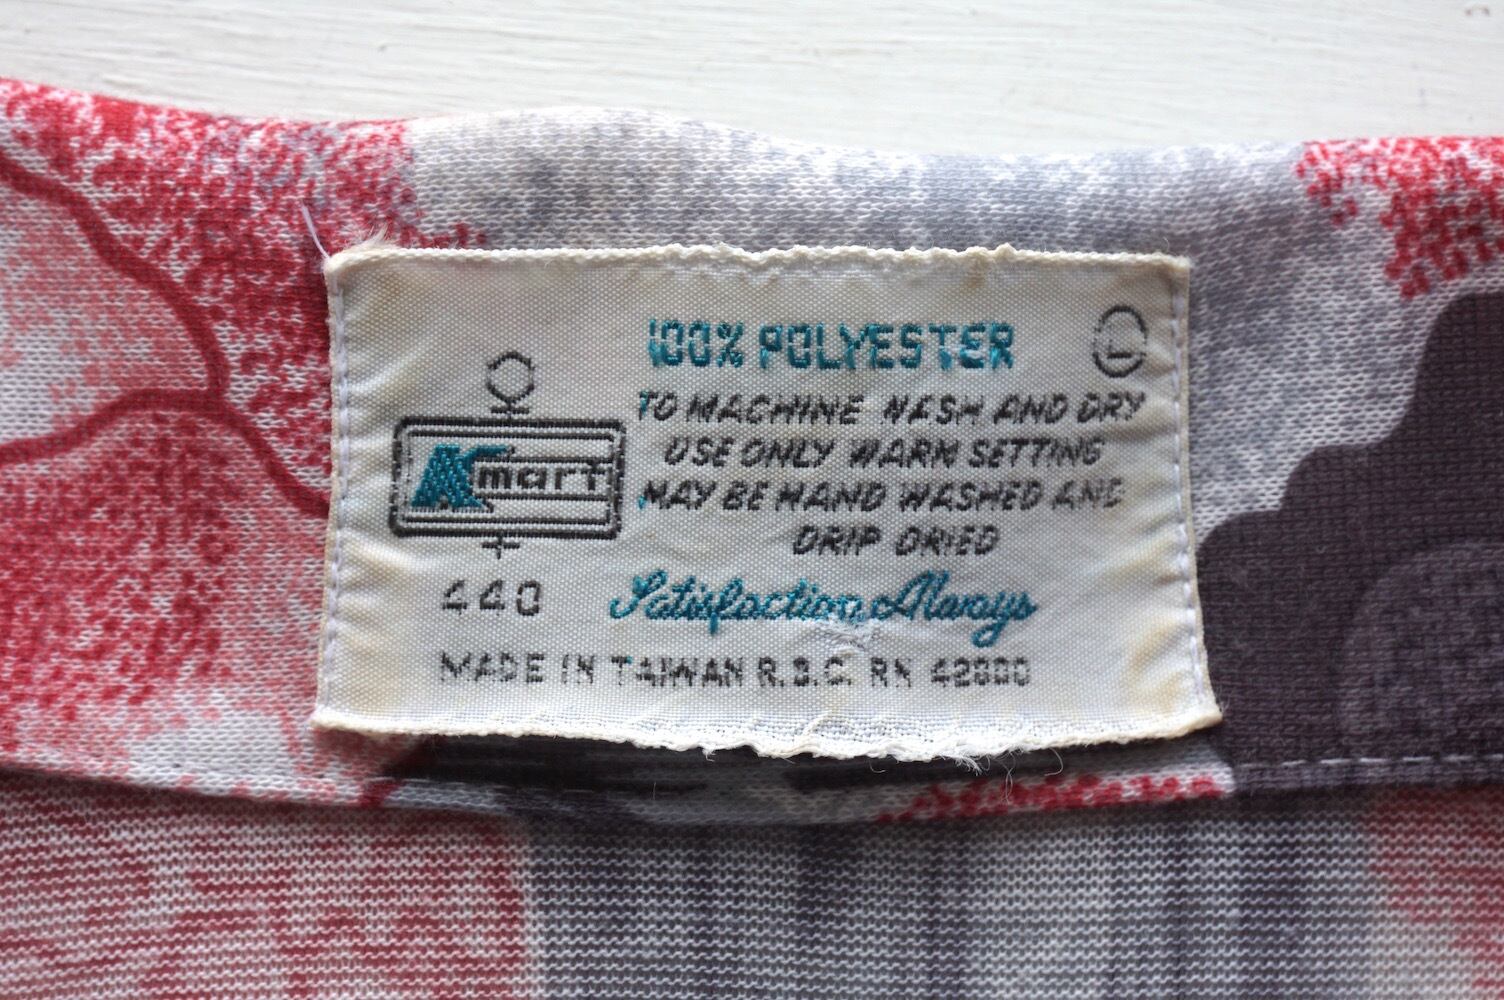 100% POLYESTER
L
TO MACHINE WASH AND DRY
USE ONLY WARM SETTING
MAY BE HAND WASHED AND
DRIP DRIED
Kmart
440
Satisfaction Always
MADE IN TAIWAN R.O.C. RN